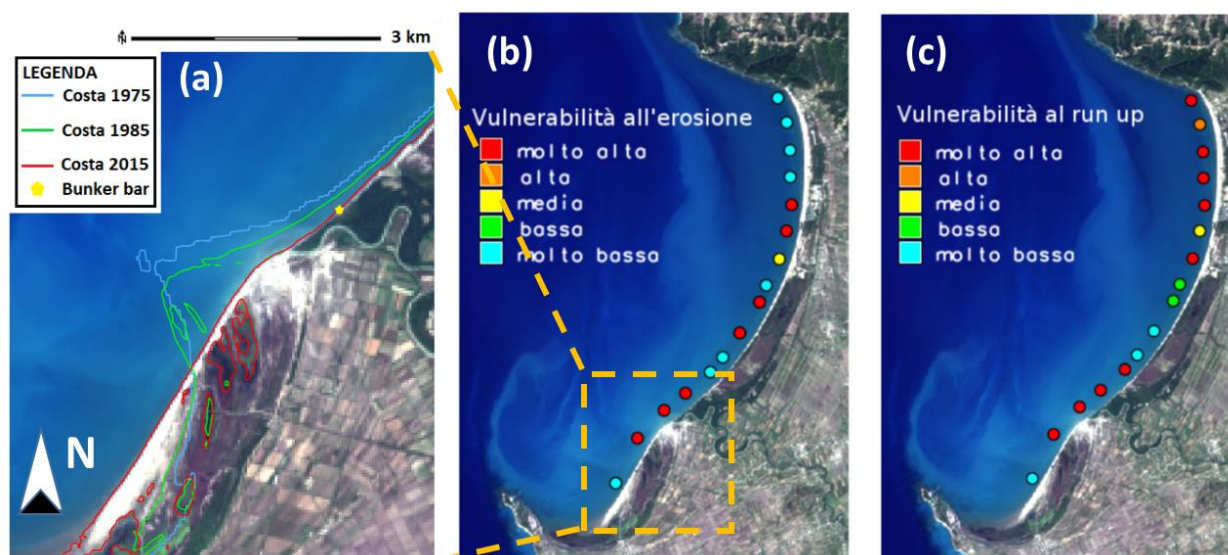 N
3 km
LEGENDA
Costa 1975
Costa 1985
Costa 2015
Bunker bar
(a)
N
(b)
Vulnerabilità all'erosione
molto alta
alta
media
bassa
molto bassa
(c)
Vulnerabilità al run up
molto alta
alta
media
bassa
molto bassa